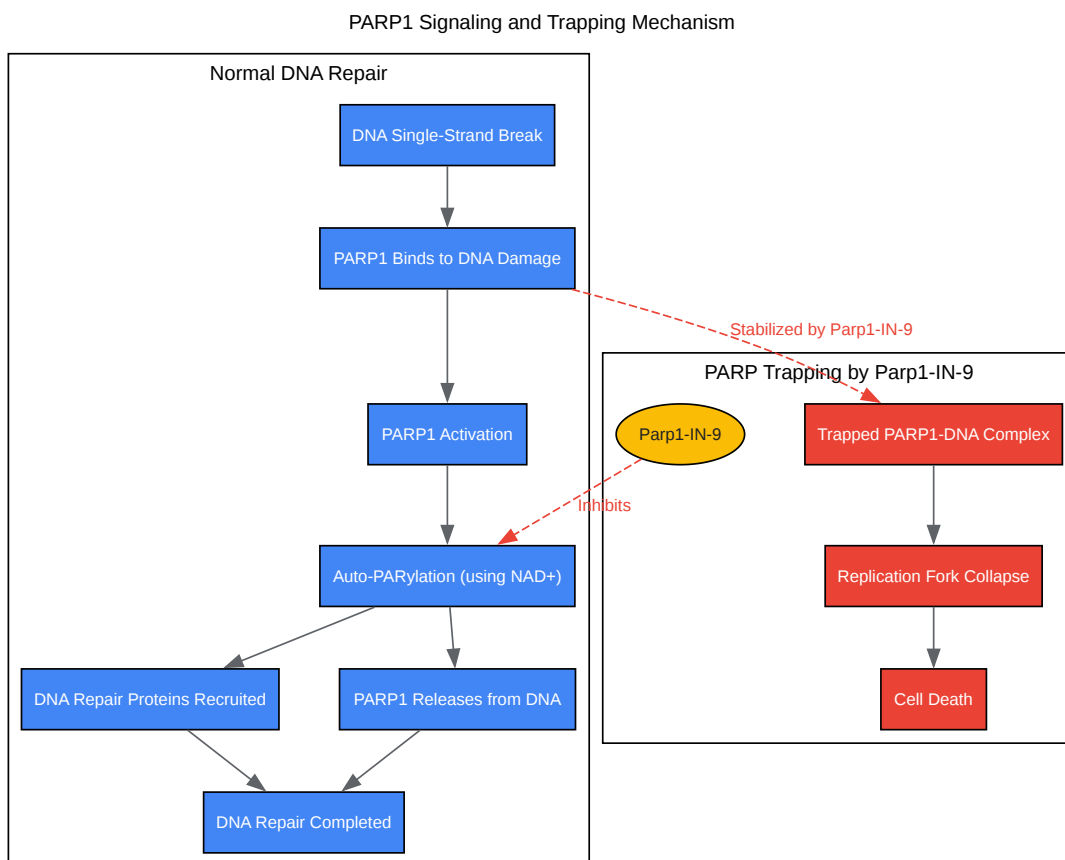 PARP1 Signaling and Trapping Mechanism
Normal DNA Repair
DNA Single-Strand Break
PARP1 Binds to DNA Damage
Stabilized by Parp1-IN-9
PARP Trapping by Parp1-IN-9
PARP1 Activation
Parp1-IN-9
Trapped PARP1-DNA Complex
Inhibits
Auto-PARylation (using NAD+)
Replication Fork Collapse
DNA Repair Proteins Recruited
PARP1 Releases from DNA
Cell Death
DNA Repair Completed